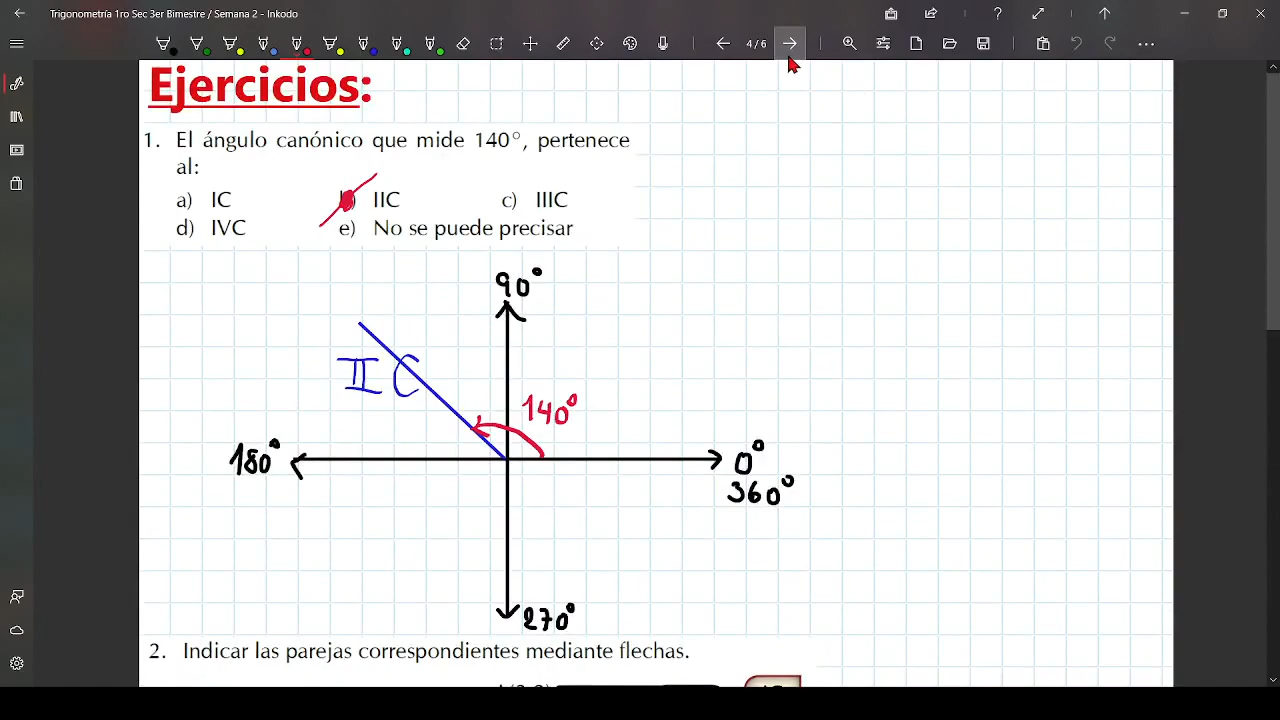 Trigonometría 1ro Sec 3er Bimestre / Semana 2 - Inkodo
4/6
Ejercicios:
1. El ángulo canónico que mide 140°, pertenece
al:
a) IC b) IIC c) IIIC
d) IVC e) No se puede precisar
90°
II C
140°
180°
0°
360°
270°
2. Indicar las parejas correspondientes mediante flechas.